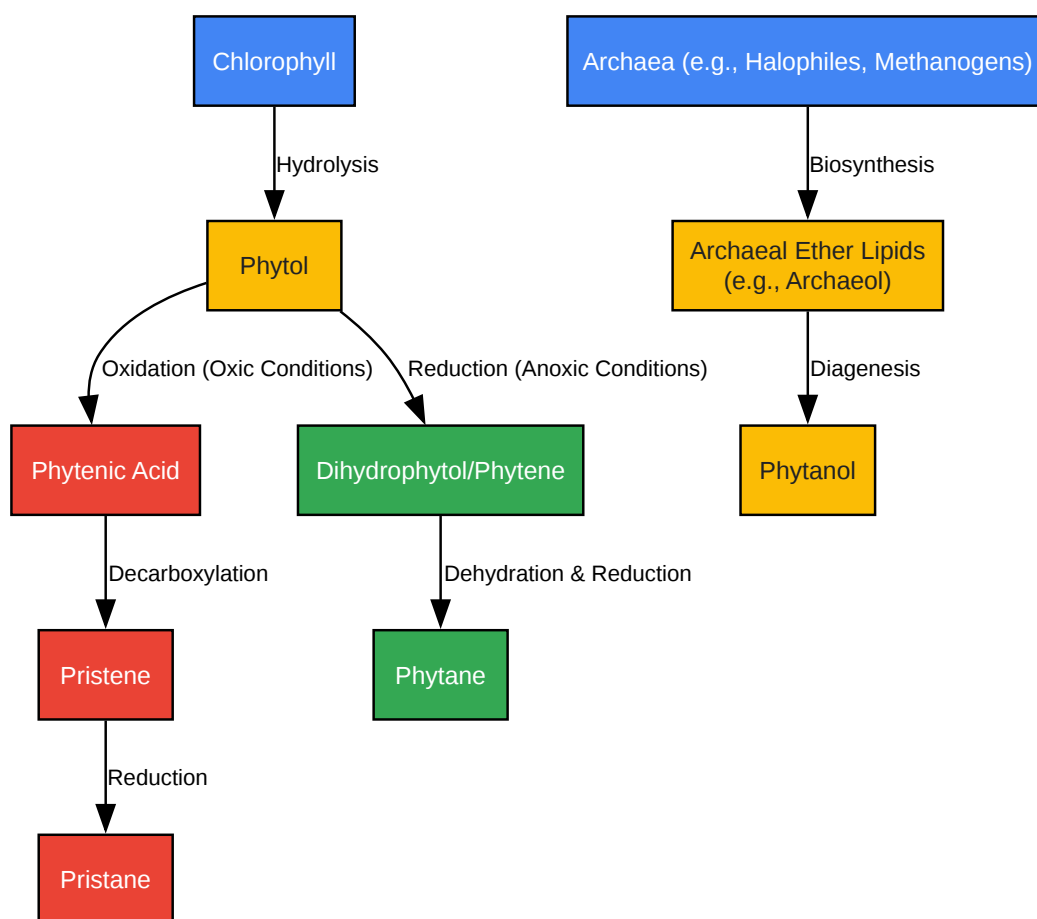 Chlorophyll
Archaea (e.g., Halophiles, Methanogens)
Hydrolysis
Biosynthesis
Phytol
Archaeal Ether Lipids
(e.g., Archaeol)
Oxidation (Oxic Conditions)
Reduction (Anoxic Conditions)
Diagenesis
Phytenic Acid
Dihydrophytol/Phytene
Phytanol
Decarboxylation
Dehydration & Reduction
Pristene
Phytane
Reduction
Pristane